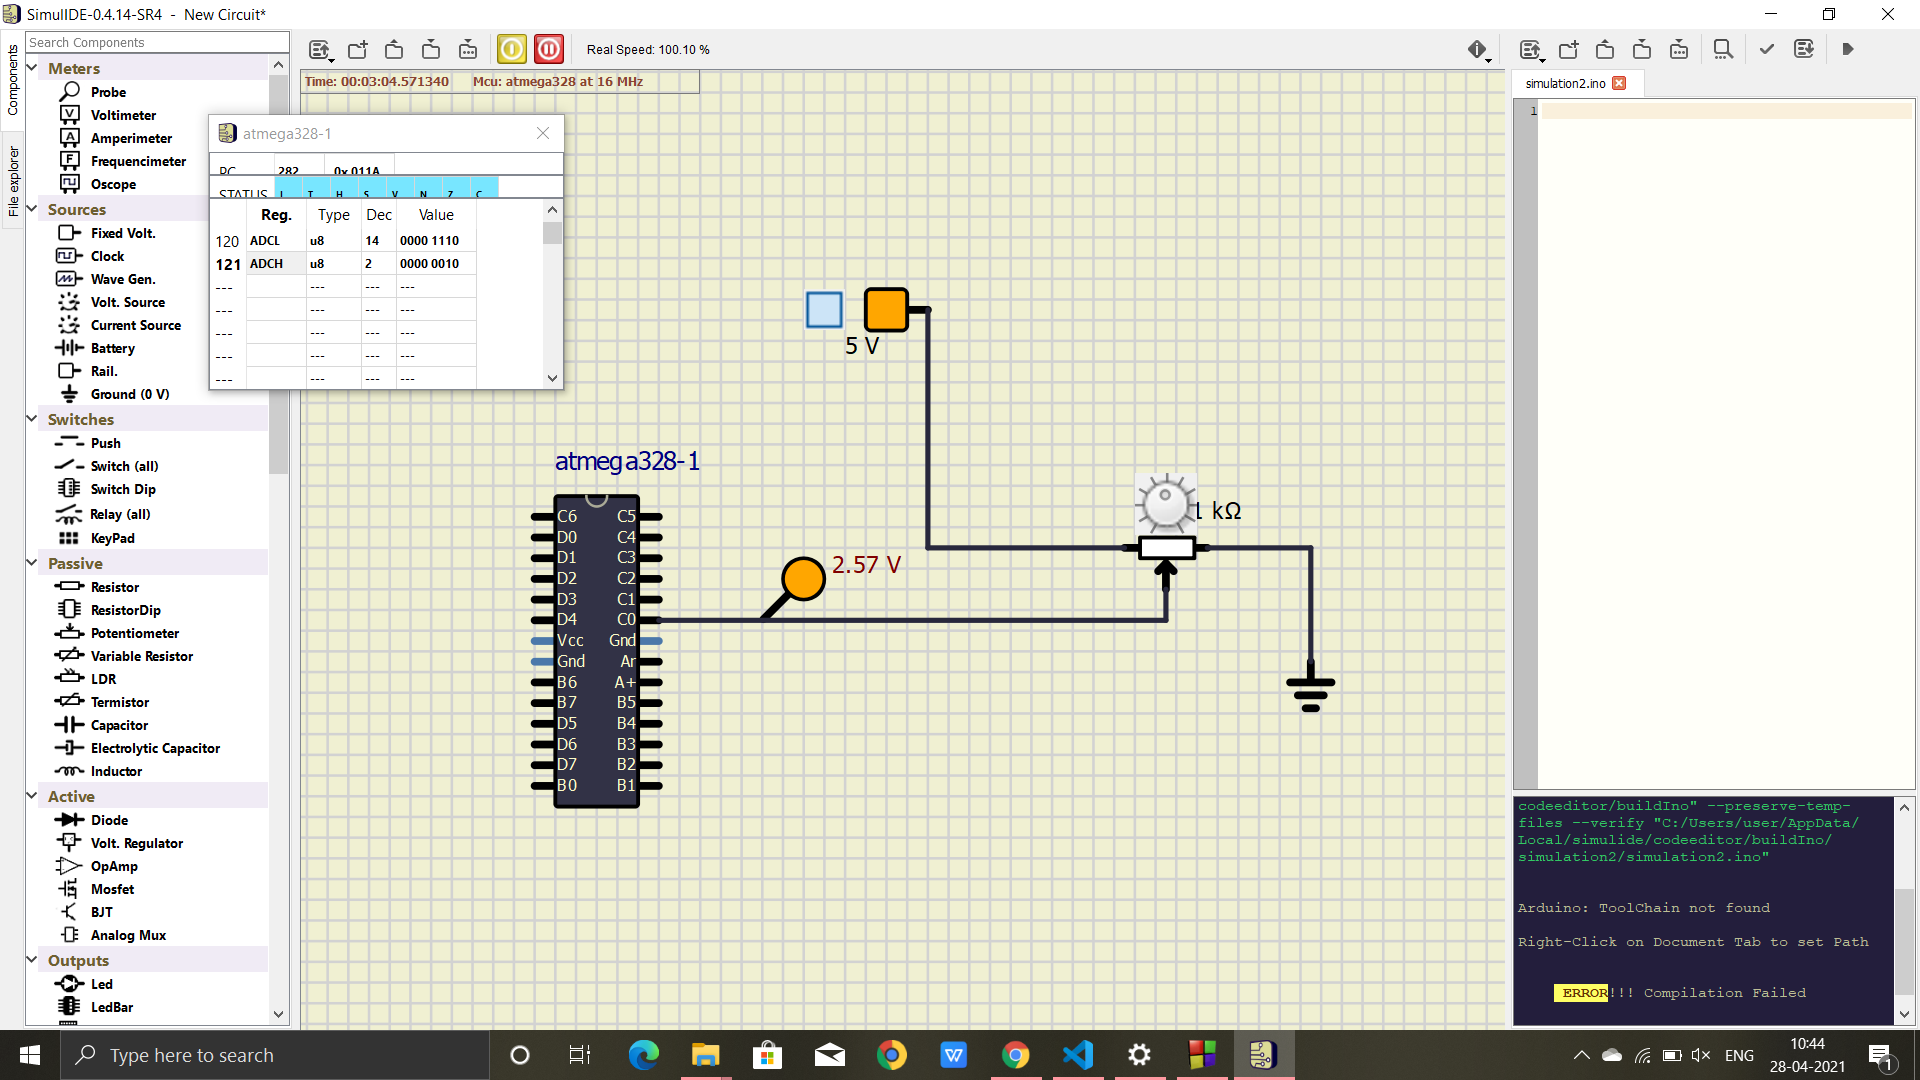 SimulIDE-0.4.14-SR4 - New Circuit*
Components
File explorer
Search Components
Meters
Probe
Voltimeter
Amperimeter
Frequencimeter
Oscope
Sources
Fixed Volt.
Clock
Wave Gen.
Volt. Source
Current Source
Battery
Rail.
Ground (0 V)
Switches
Push
Switch (all)
Switch Dip
Relay (all)
KeyPad
Passive
Resistor
ResistorDip
Potentiometer
Variable Resistor
LDR
Termistor
Capacitor
Electrolytic Capacitor
Inductor
Active
Diode
Volt. Regulator
OpAmp
Mosfet
BJT
Analog Mux
Outputs
Led
LedBar
Real Speed: 100.10 %
Time: 00:03:04.571340 Mcu: atmega328 at 16 MHz
atmega328-1
PC 282 0x 011A
STATUS I T H S V N Z C
Reg. Type Dec Value
120 ADCL u8 14 0000 1110
121 ADCH u8 2 0000 0010
--- --- --- ---
--- --- --- ---
--- --- --- ---
--- --- --- ---
--- --- --- ---
5 V
atmega328-1
C6 C5
D0 C4
D1 C3
D2 C2
D3 C1
D4 C0
Vcc Gnd
Gnd Ar
B6 A+
B7 B5
D5 B4
D6 B3
D7 B2
B0 B1
2.57 V
1 kΩ
simulation2.ino
1
codeeditor/buildIno" --preserve-temp-
files --verify "C:/Users/user/AppData/
Local/simulide/codeeditor/buildIno/
simulation2/simulation2.ino"
Arduino: ToolChain not found
Right-Click on Document Tab to set Path
ERROR!!! Compilation Failed
Type here to search
W
ENG
10:44
28-04-2021
1